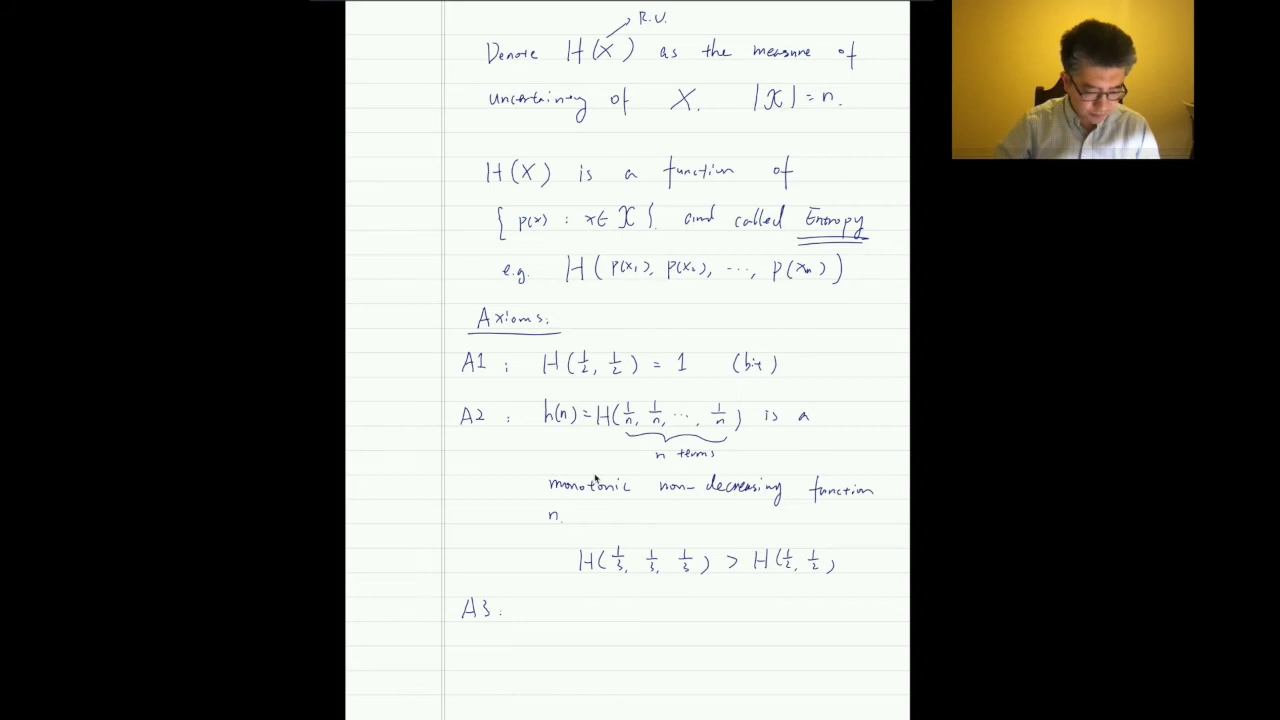 R.V.
Denote H(X) as the measure of
uncertainty of X. |𝒳| = n.
H(X) is a function of
{ p(x) : x ∈ 𝒳 }. and called Entropy
e.g. H( p(x₁), p(x₂), ..., p(xₙ) )
Axioms.
A1 : H(1/2, 1/2) = 1 (bit)
A2 : h(n) = H(1/n, 1/n, ..., 1/n) is a
n terms
monotonic non-decreasing function
n.
H(1/3, 1/3, 1/3) > H(1/2, 1/2)
A3 :